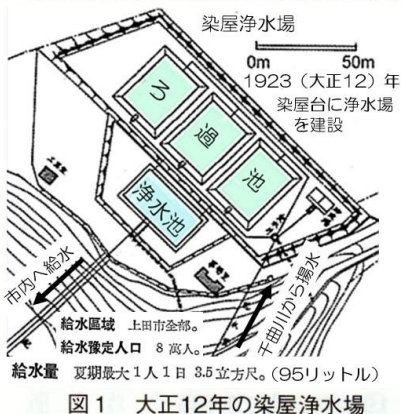 染屋浄水場
0m 50m
1923（大正12）年
染屋台に浄水場
を建設
ろ
過
池
浄水池
市内へ給水
千曲川から揚水
給水區域 上田市全部。
給水豫定人口 8萬人。
給水量 夏期最大1人1日 3.5立方尺。(95リットル)
図1 大正12年の染屋浄水場